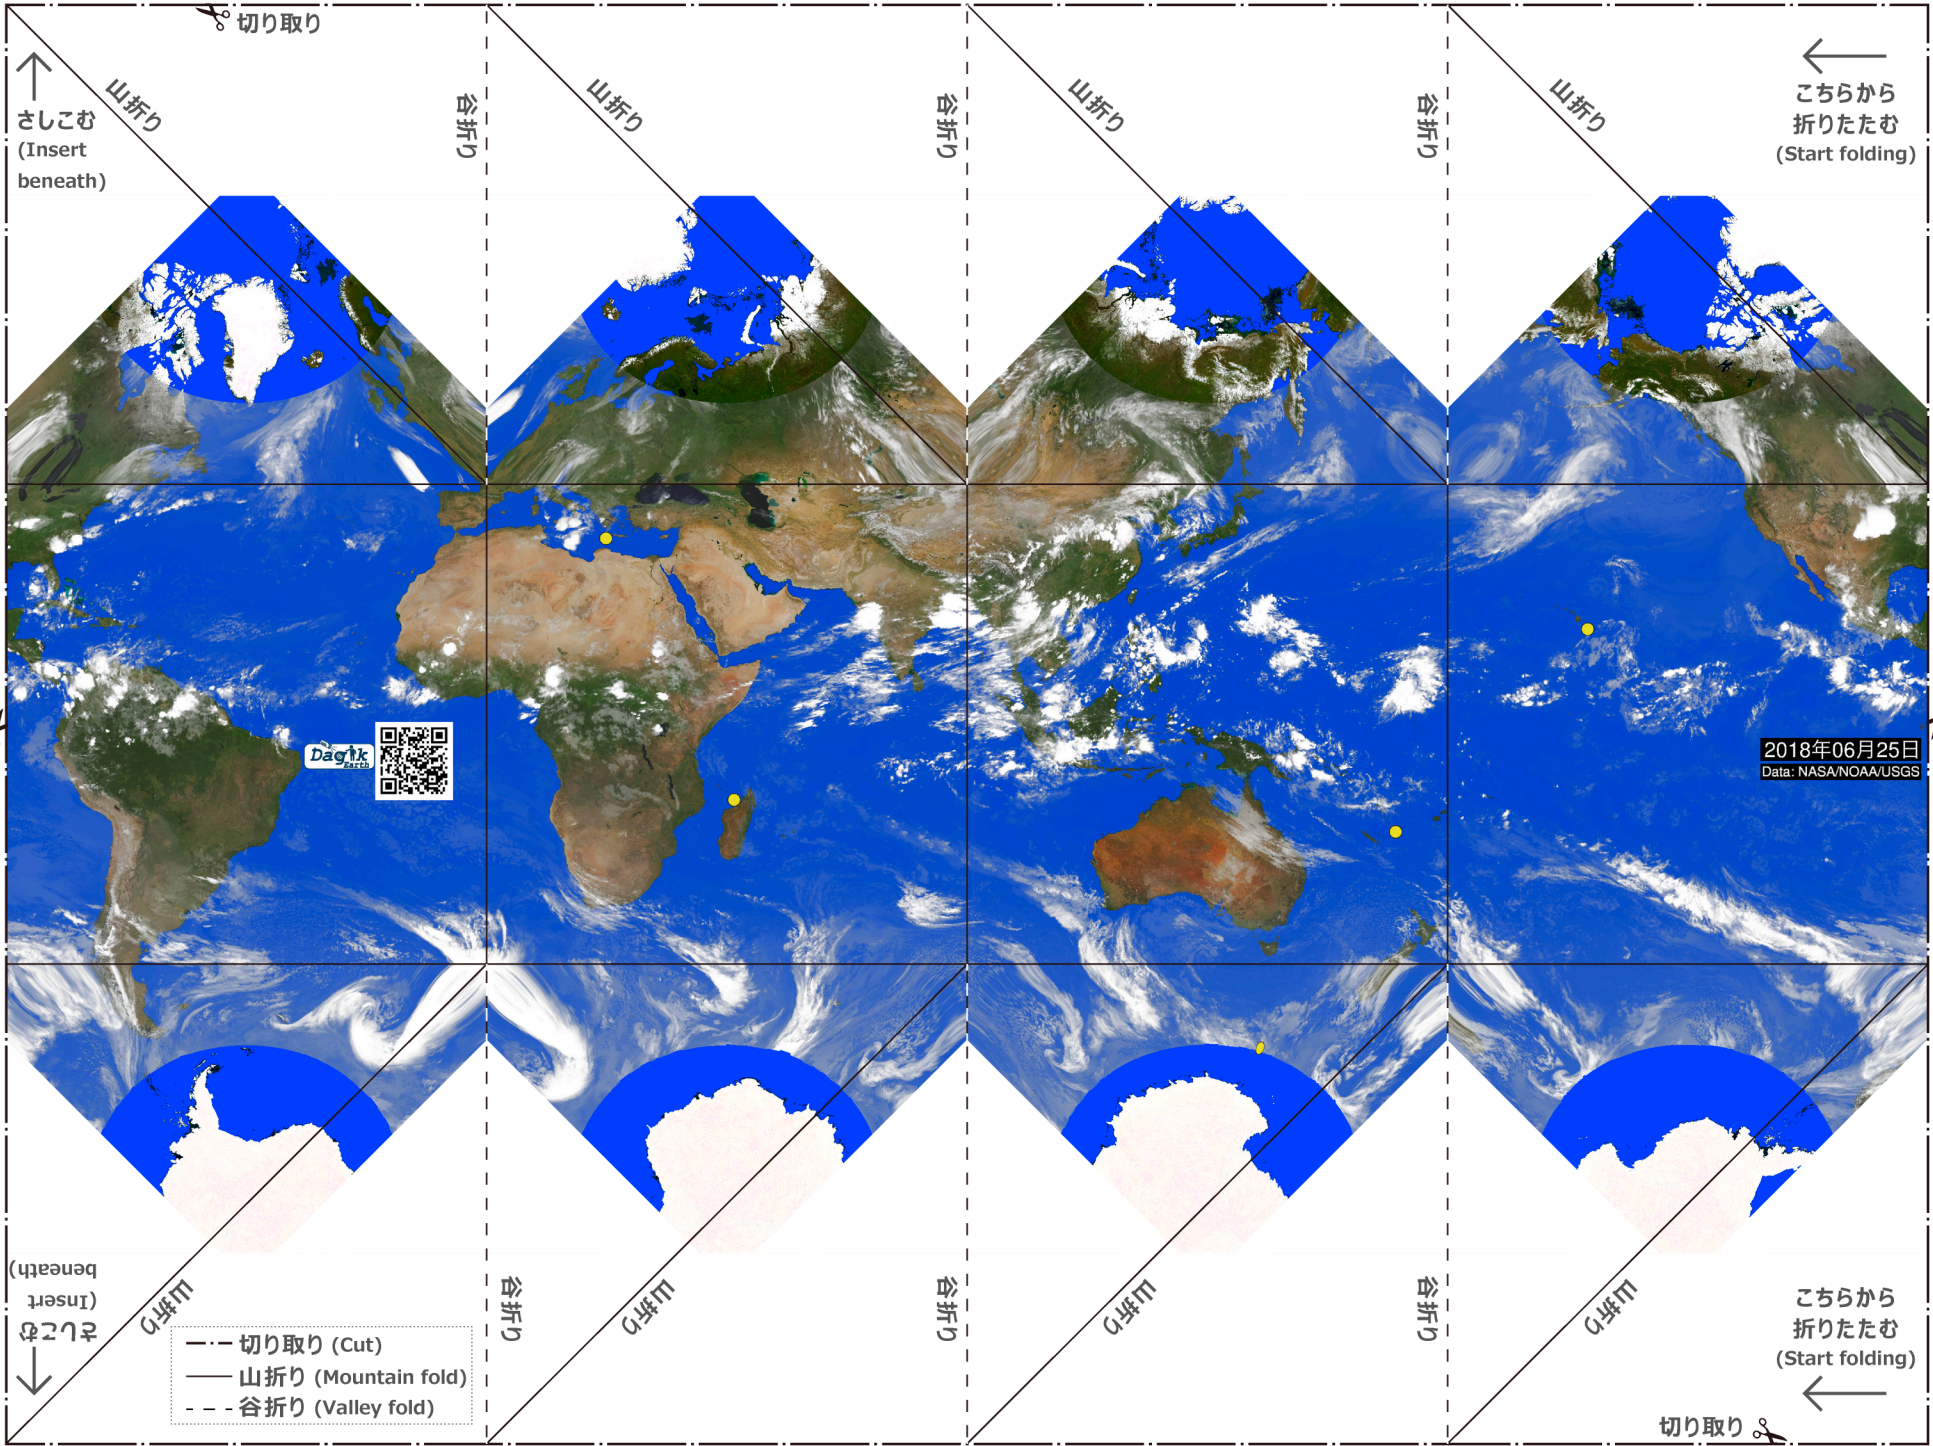 切り取り
山折り
谷折り
山折り
谷折り
山折り
谷折り
山折り
さしこむ
(Insert
beneath)
こちらから
折りたたむ
(Start folding)
Dagik
Earth
2018年06月25日
Data: NASA/NOAA/USGS
さしこむ
(Insert
beneath)
山折り
谷折り
山折り
谷折り
山折り
谷折り
山折り
切り取り (Cut)
山折り (Mountain fold)
谷折り (Valley fold)
こちらから
折りたたむ
(Start folding)
切り取り